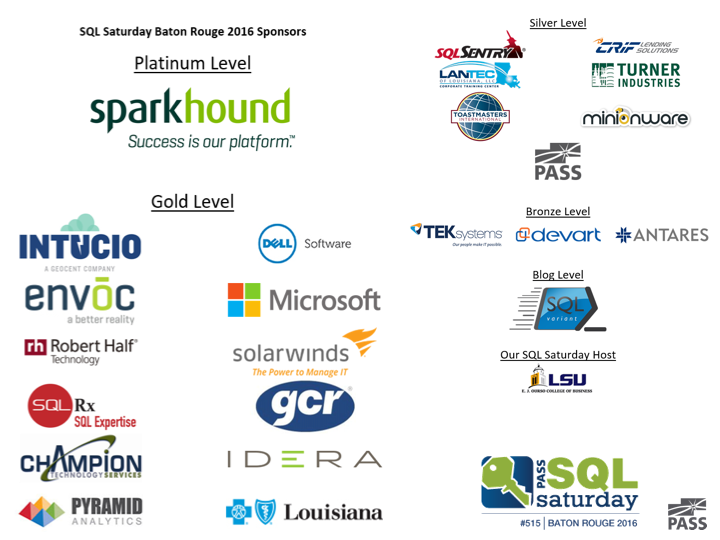 SQL Saturday Baton Rouge 2016 Sponsors
Platinum Level
sparkhound
Success is our platform.™
Gold Level
INTUCIO
A GEOCENT COMPANY
DELL Software
envōc
a better reality
Microsoft
rh Robert Half®
Technology
solarwinds
The Power to Manage IT
SQL Rx
SQL Expertise
gcr®
CHAMPION
TECHNOLOGY SERVICES
IDERA
PYRAMID
ANALYTICS
Louisiana
Silver Level
SQLSENTRY
CRIF LENDING
SOLUTIONS
LANTEC
OF LOUISIANA, LLC
CORPORATE TRAINING CENTER
TURNER
INDUSTRIES
TOASTMASTERS
INTERNATIONAL
minionware
PASS
Bronze Level
TEKsystems
Our people make IT possible.
devart
ANTARES
Blog Level
SQL
variant
Our SQL Saturday Host
LSU
E. J. OURSO COLLEGE OF BUSINESS
PASS
SQL
saturday
#515 | BATON ROUGE 2016
PASS